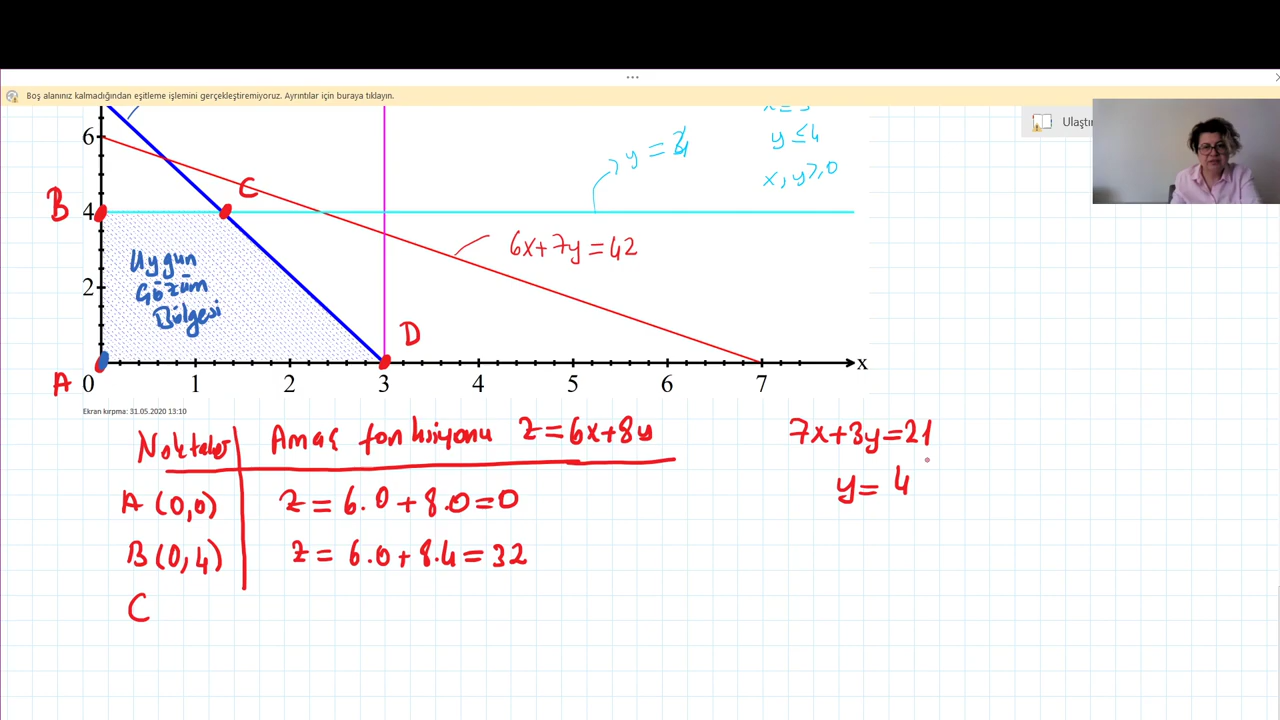 Boş alanınız kalmadığından eşitleme işlemini gerçekleştiremiyoruz. Ayrıntılar için buraya tıklayın.
Ulaştır
y ≤ 4
x, y ≥ 0
y =
6x+7y=42
6
B
4
C
2
Uygun
Çözüm
Bölgesi
D
A
0 1 2 3 4 5 6 7 x
Ekran kırpma: 31.05.2020 13:10
Noktalar Amaç fonksiyonu z=6x+8y
A (0,0) z = 6.0+8.0=0
B (0,4) z = 6.0+8.4=32
C
7x+3y=21
y= 4